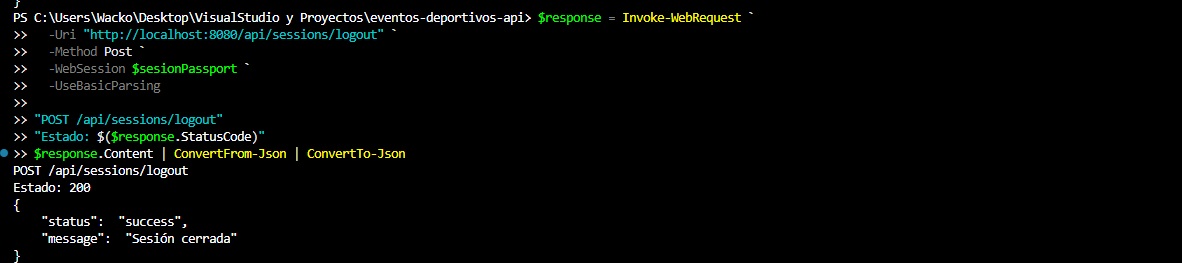 }
PS C:\Users\Wacko\Desktop\VisualStudio y Proyectos\eventos-deportivos-api> $response = Invoke-WebRequest `
>>   -Uri "http://localhost:8080/api/sessions/logout" `
>>   -Method Post `
>>   -WebSession $sesionPassport `
>>   -UseBasicParsing
>>
>> "POST /api/sessions/logout"
>> "Estado: $($response.StatusCode)"
>> $response.Content | ConvertFrom-Json | ConvertTo-Json
POST /api/sessions/logout
Estado: 200
{
    "status":  "success",
    "message":  "Sesión cerrada"
}